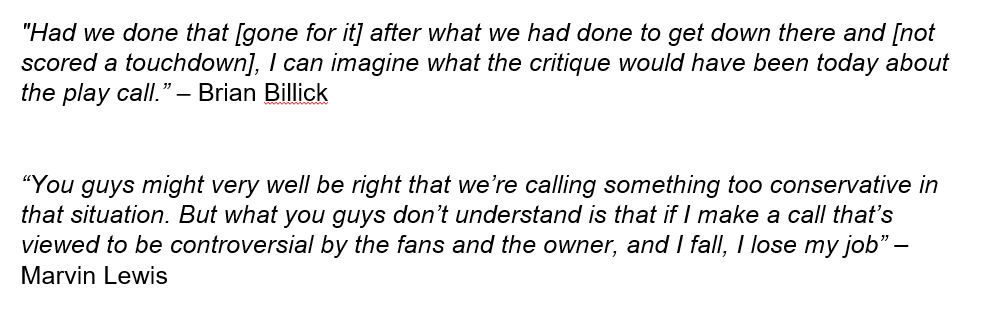 "Had we done that [gone for it] after what we had done to get down there and [not
scored a touchdown], I can imagine what the critique would have been today about
the play call.” – Brian Billick
“You guys might very well be right that we’re calling something too conservative in
that situation. But what you guys don’t understand is that if I make a call that’s
viewed to be controversial by the fans and the owner, and I fall, I lose my job” –
Marvin Lewis